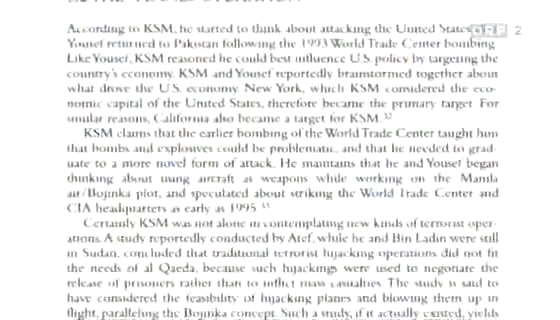 According to KSM, he started to think about attacking the United States
Yousef returned to Pakistan following the 1993 World Trade Center bombing
Like Yousef, KSM reasoned he could best influence U.S. policy by targeting the
country's economy. KSM and Yousef reportedly brainstormed together about
what drove the U.S. economy. New York, which KSM considered the eco-
nomic capital of the United States, therefore became the primary target. For
similar reasons, California also became a target for KSM.
KSM claims that the earlier bombing of the World Trade Center taught him
that bombs and explosives could be problematic, and that he needed to grad-
uate to a more novel form of attack. He maintains that he and Yousef began
thinking about using aircraft as weapons while working on the Manila
air/Bojinka plot, and speculated about striking the World Trade Center and
CIA headquarters as early as 1995.
Certainly KSM was not alone in contemplating new kinds of terrorist oper-
ations. A study reportedly conducted by Atef, while he and Bin Ladin were still
in Sudan, concluded that traditional terrorist hijacking operations did not fit
the needs of al Qaeda, because such hijackings were used to negotiate the
release of prisoners rather than to inflict mass casualties. The study is said to
have considered the feasibility of hijacking planes and blowing them up in
flight, paralleling the Bojinka concept. Such a study, if it actually existed, yields
ORF 2